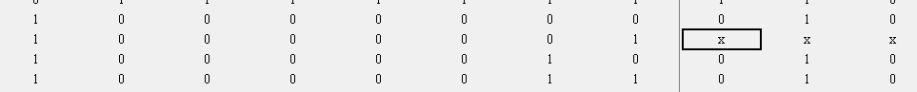 1 0 0 0 0 0 0 0 0 1 0
1 0 0 0 0 0 0 1 x x x
1 0 0 0 0 0 1 0 0 1 0
1 0 0 0 0 0 1 1 0 1 0